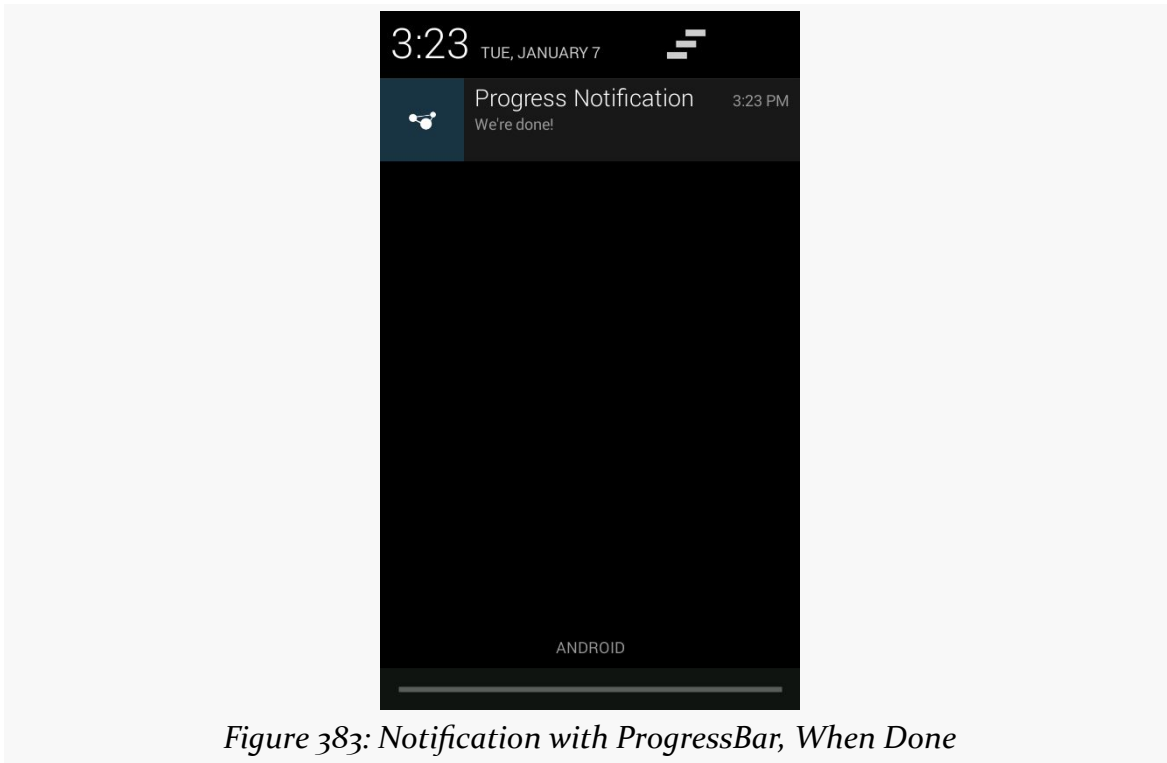 3:23 TUE, JANUARY 7
Progress Notification 3:23 PM
We're done!
ANDROID
Figure 383: Notification with ProgressBar, When Done